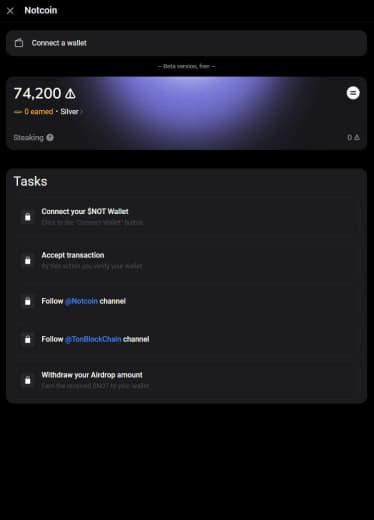 Notcoin
Connect a wallet
– Beta version, fren –
74,200
0 earned • Silver ›
Steaking ?
0
Tasks
Connect your $NOT Wallet
Click to the "Connect Wallet" button
Accept transaction
By this action you verify your wallet
Follow @Notcoin channel
Follow @TonBlockChain channel
Withdraw your Airdrop amount
Earn the received $NOT to your wallet